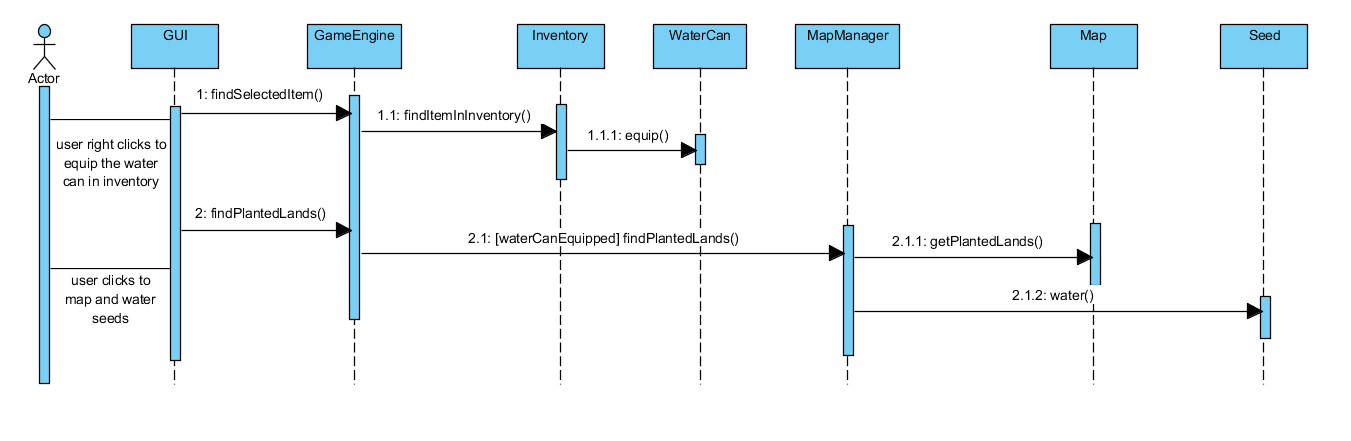 GUI
GameEngine
Inventory
WaterCan
MapManager
Map
Seed
Actor
1: findSelectedItem()
1.1: findItemInInventory()
1.1.1: equip()
user right clicks to
equip the water
can in inventory
2: findPlantedLands()
2.1: [waterCanEquipped] findPlantedLands()
2.1.1: getPlantedLands()
user clicks to
map and water
seeds
2.1.2: water()